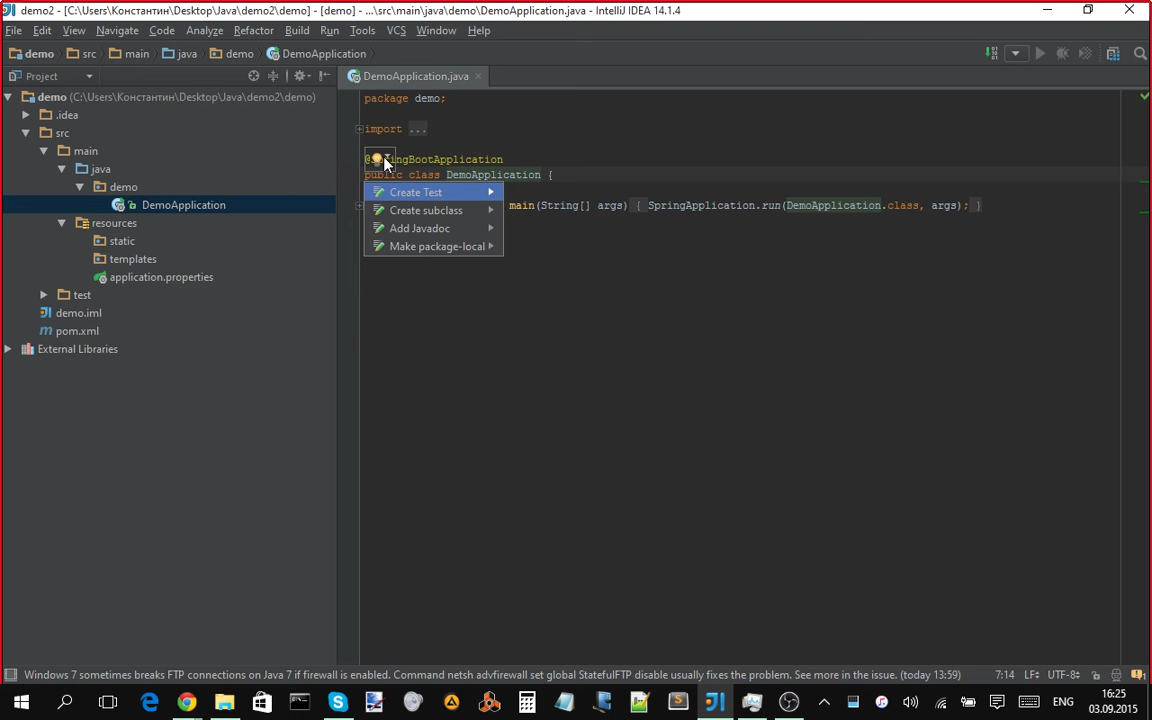 demo2 - [C:\Users\Константин\Desktop\Java\demo2\demo] - [demo] - ...\src\main\java\demo\DemoApplication.java - IntelliJ IDEA 14.1.4
File Edit View Navigate Code Analyze Refactor Build Run Tools VCS Window Help
demo src main java demo DemoApplication
Project
DemoApplication.java
demo (C:\Users\Константин\Desktop\Java\demo2\demo)
.idea
src
main
java
demo
DemoApplication
resources
static
templates
application.properties
test
demo.iml
pom.xml
External Libraries
package demo;
import ...
@SpringBootApplication
public class DemoApplication {
main(String[] args) { SpringApplication.run(DemoApplication.class, args); }
Create Test
Create subclass
Add Javadoc
Make package-local
Windows 7 sometimes breaks FTP connections on Java 7 if firewall is enabled. Command netsh advfirewall set global StatefulFTP disable usually fixes the problem. See more in the issue. (today 13:59)
7:14 LF UTF-8
ENG
16:25
03.09.2015